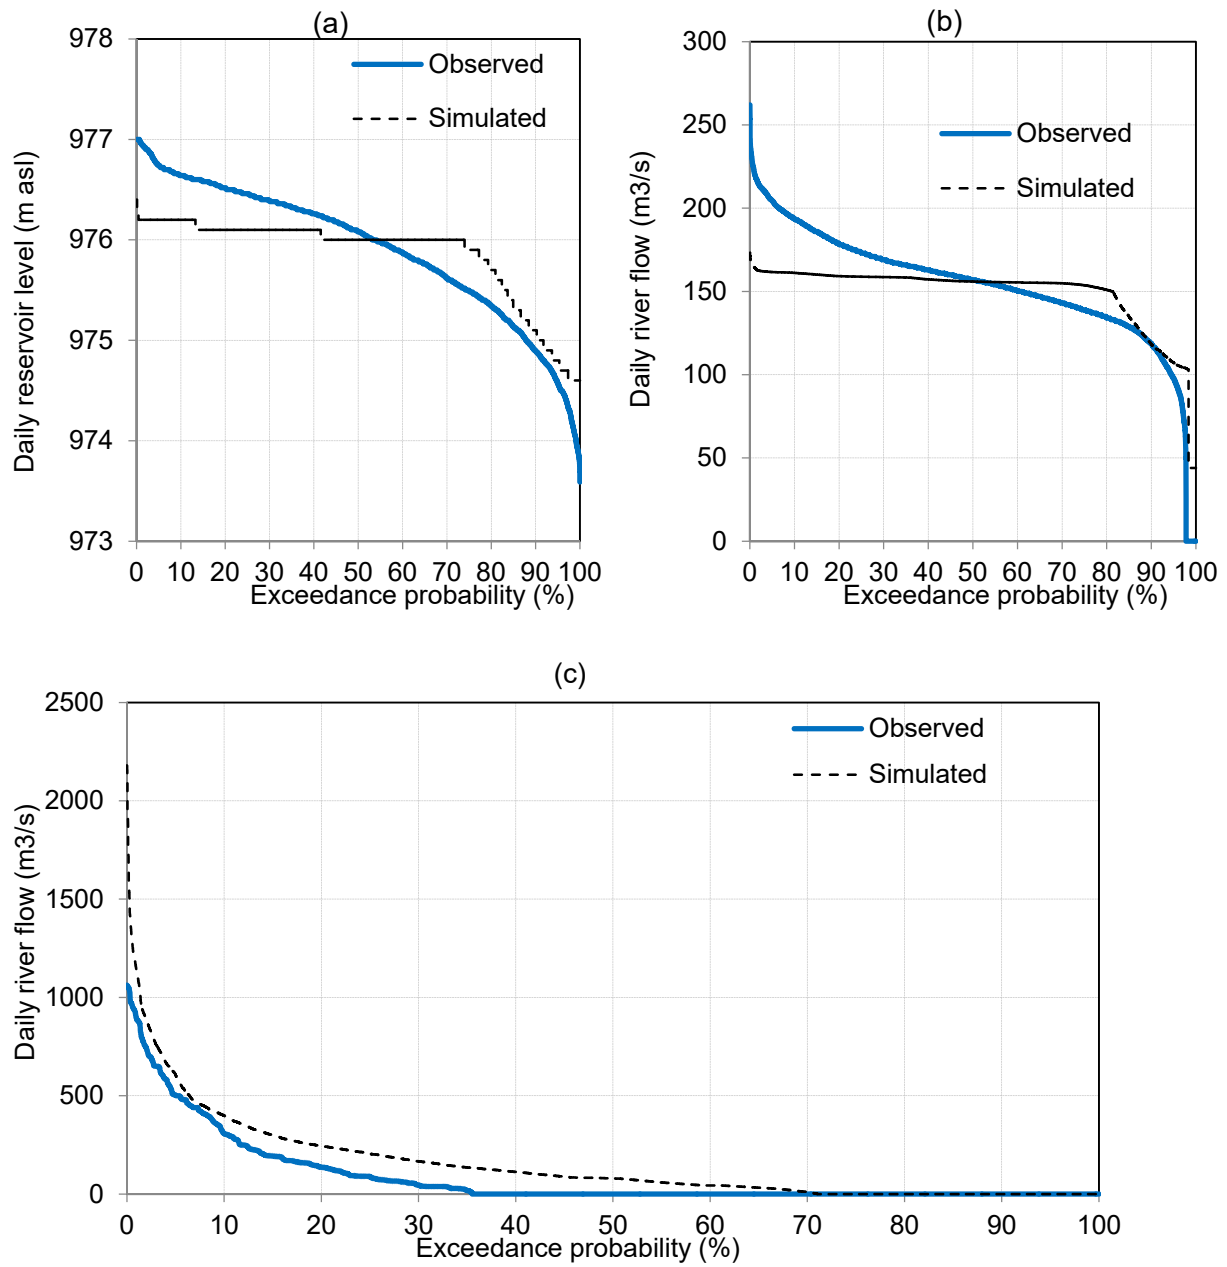 (a)
978
977
976
975
974
973
Daily reservoir level (m asl)
Observed
Simulated
0 10 20 30 40 50 60 70 80 90 100
Exceedance probability (%)
(b)
300
250
200
150
100
50
0
Daily river flow (m3/s)
Observed
Simulated
0 10 20 30 40 50 60 70 80 90 100
Exceedance probability (%)
(c)
2500
2000
1500
1000
500
0
Daily river flow (m3/s)
Observed
Simulated
0 10 20 30 40 50 60 70 80 90 100
Exceedance probability (%)